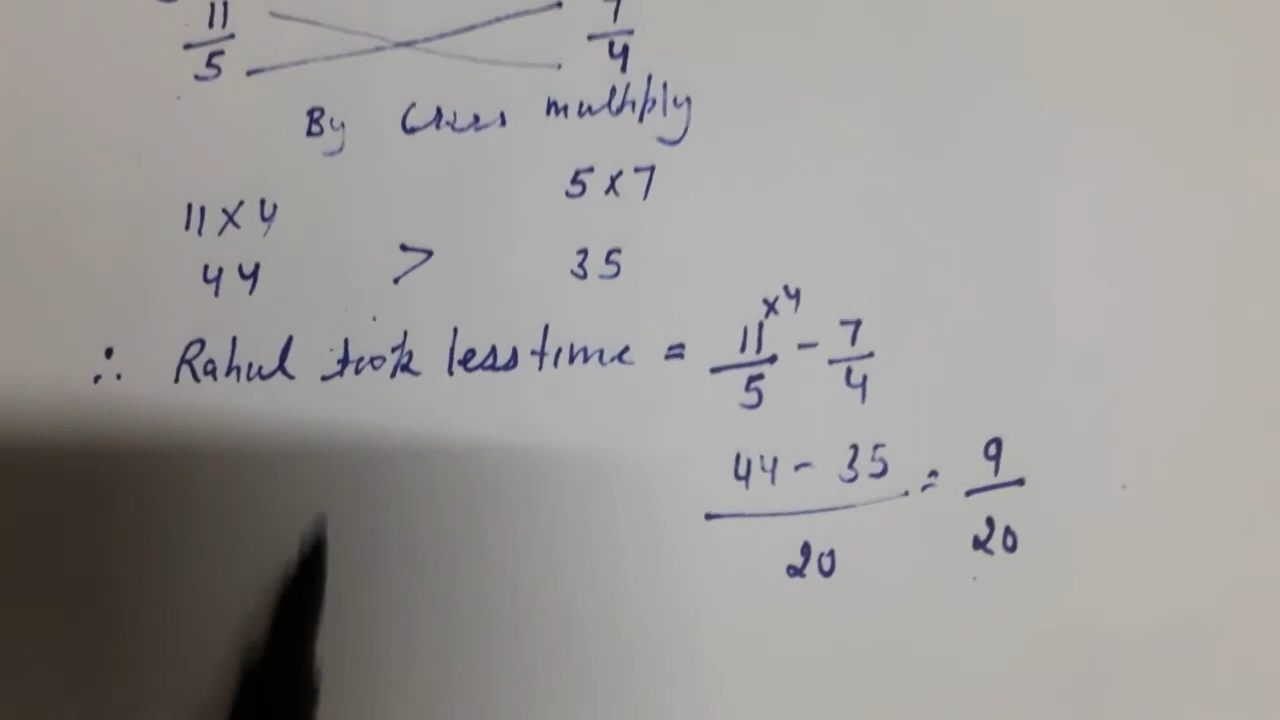 11/5 7/4
By Cross multiply
11 x 4 5 x 7
44 > 35
∴ Rahul took less time = 11/5 x4 - 7/4
44 - 35 / 20 = 9/20